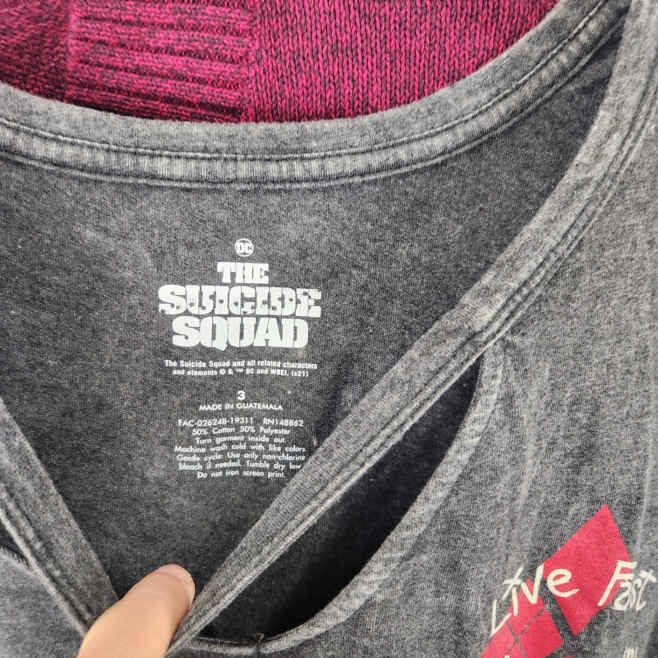 DC
THE
SUICIDE
SQUAD
The Suicide Squad and all related characters
and elements © & ™ DC and WBEI. (s21)
3
MADE IN GUATEMALA
FAC-026248-19311 RN148862
50% Cotton 50% Polyester
Turn garment inside out.
Machine wash cold with like colors.
Gentle cycle. Use only non-chlorine
bleach if needed. Tumble dry low.
Do not iron screen print.
Live Fast